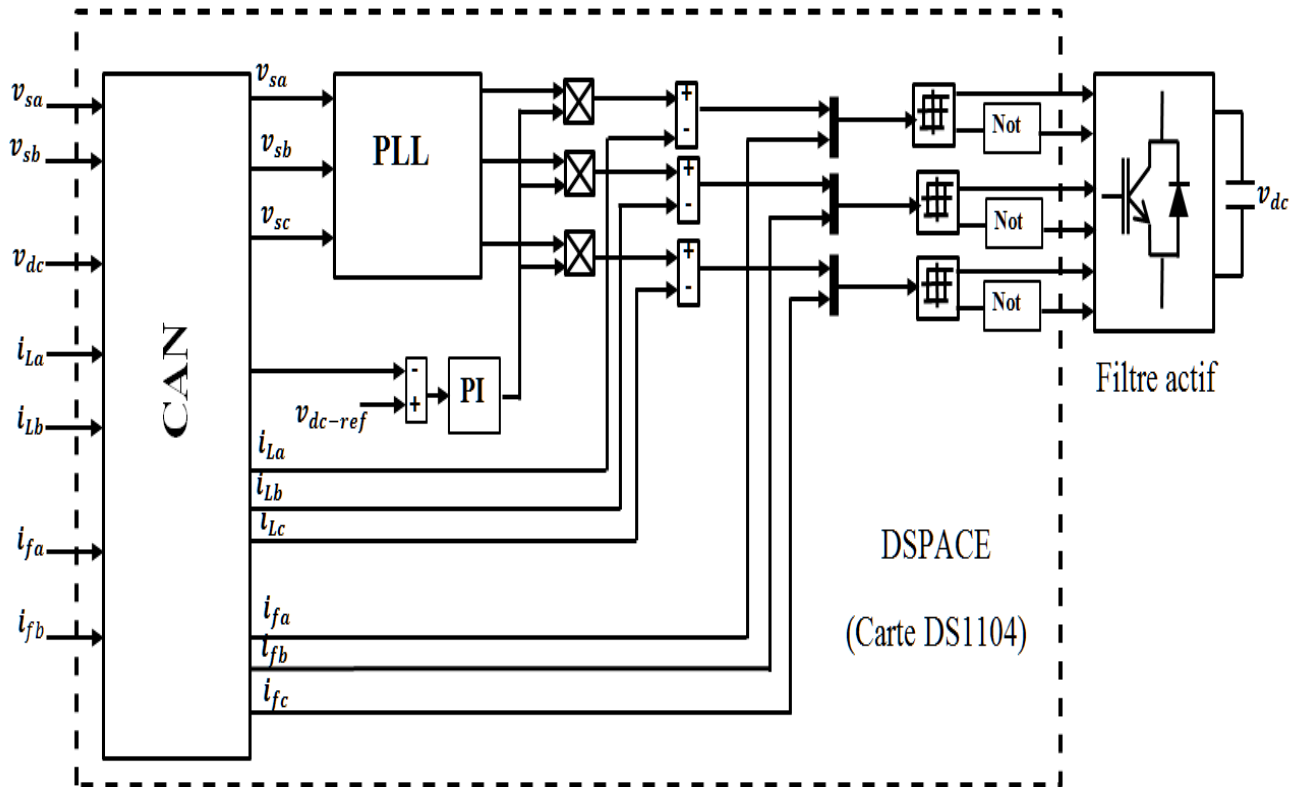 v_sa
v_sb
v_dc
i_La
i_Lb
i_fa
i_fb
CAN
v_sa
v_sb
v_sc
PLL
v_dc-ref
- 
+
PI
i_La
i_Lb
i_Lc
i_fa
i_fb
i_fc
+
-
+
-
+
-
Not
Not
Not
v_dc
Filtre actif
DSPACE
(Carte DS1104)